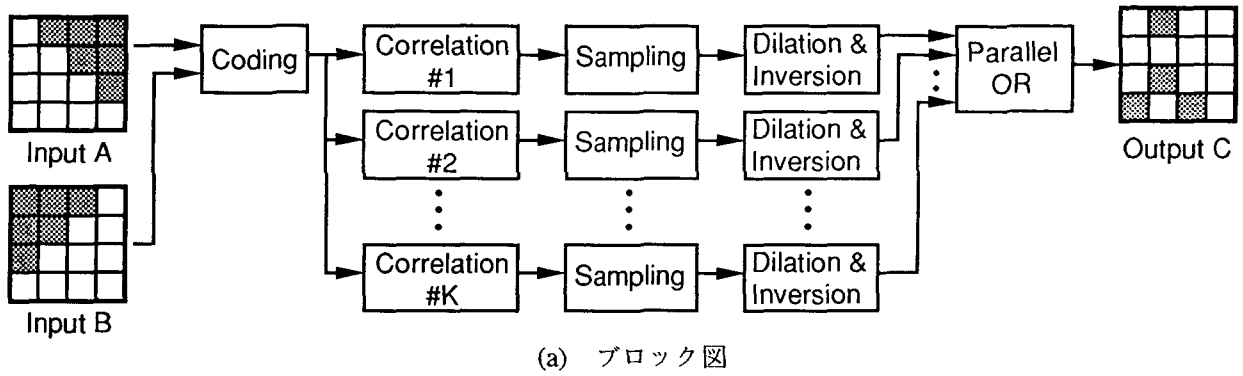 Input A
Input B
Coding
Correlation
#1
Sampling
Dilation &
Inversion
Correlation
#2
Sampling
Dilation &
Inversion
Correlation
#K
Sampling
Dilation &
Inversion
Parallel
OR
Output C
(a) ブロック図